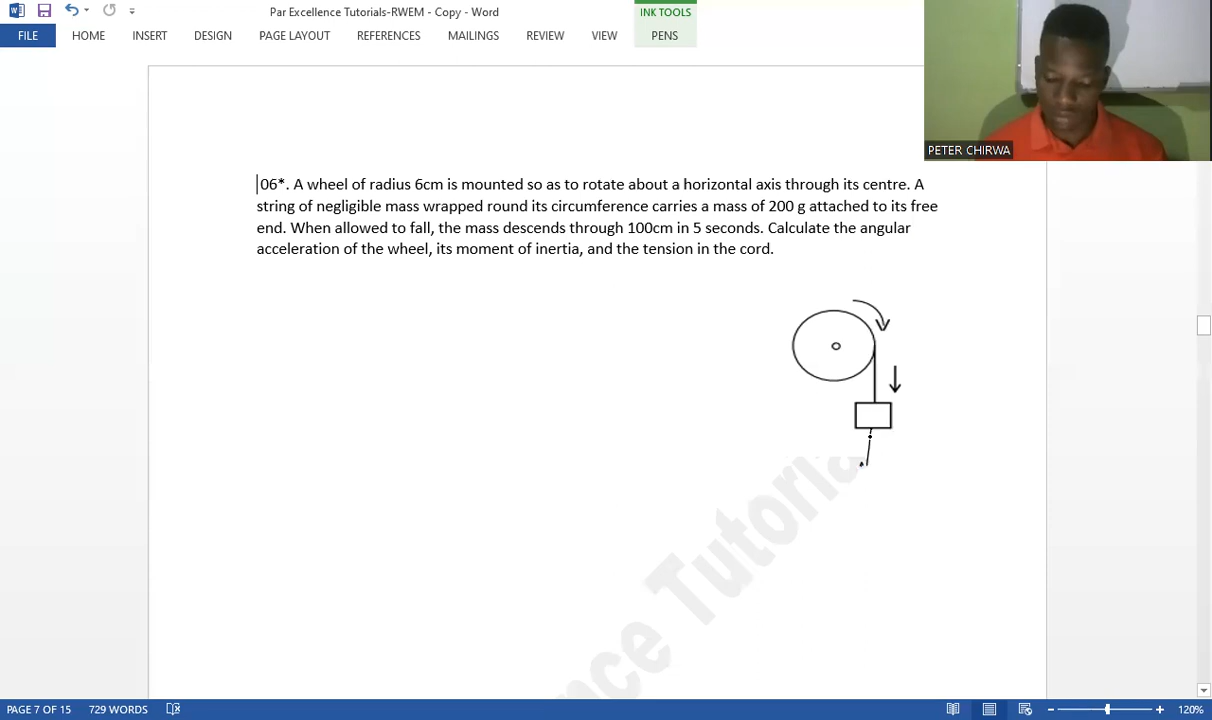 Par Excellence Tutorials-RWEM - Copy - Word
INK TOOLS
FILE HOME INSERT DESIGN PAGE LAYOUT REFERENCES MAILINGS REVIEW VIEW PENS
PETER CHIRWA
06*. A wheel of radius 6cm is mounted so as to rotate about a horizontal axis through its centre. A
string of negligible mass wrapped round its circumference carries a mass of 200 g attached to its free
end. When allowed to fall, the mass descends through 100cm in 5 seconds. Calculate the angular
acceleration of the wheel, its moment of inertia, and the tension in the cord.
nce Tutoria
PAGE 7 OF 15 729 WORDS 120%